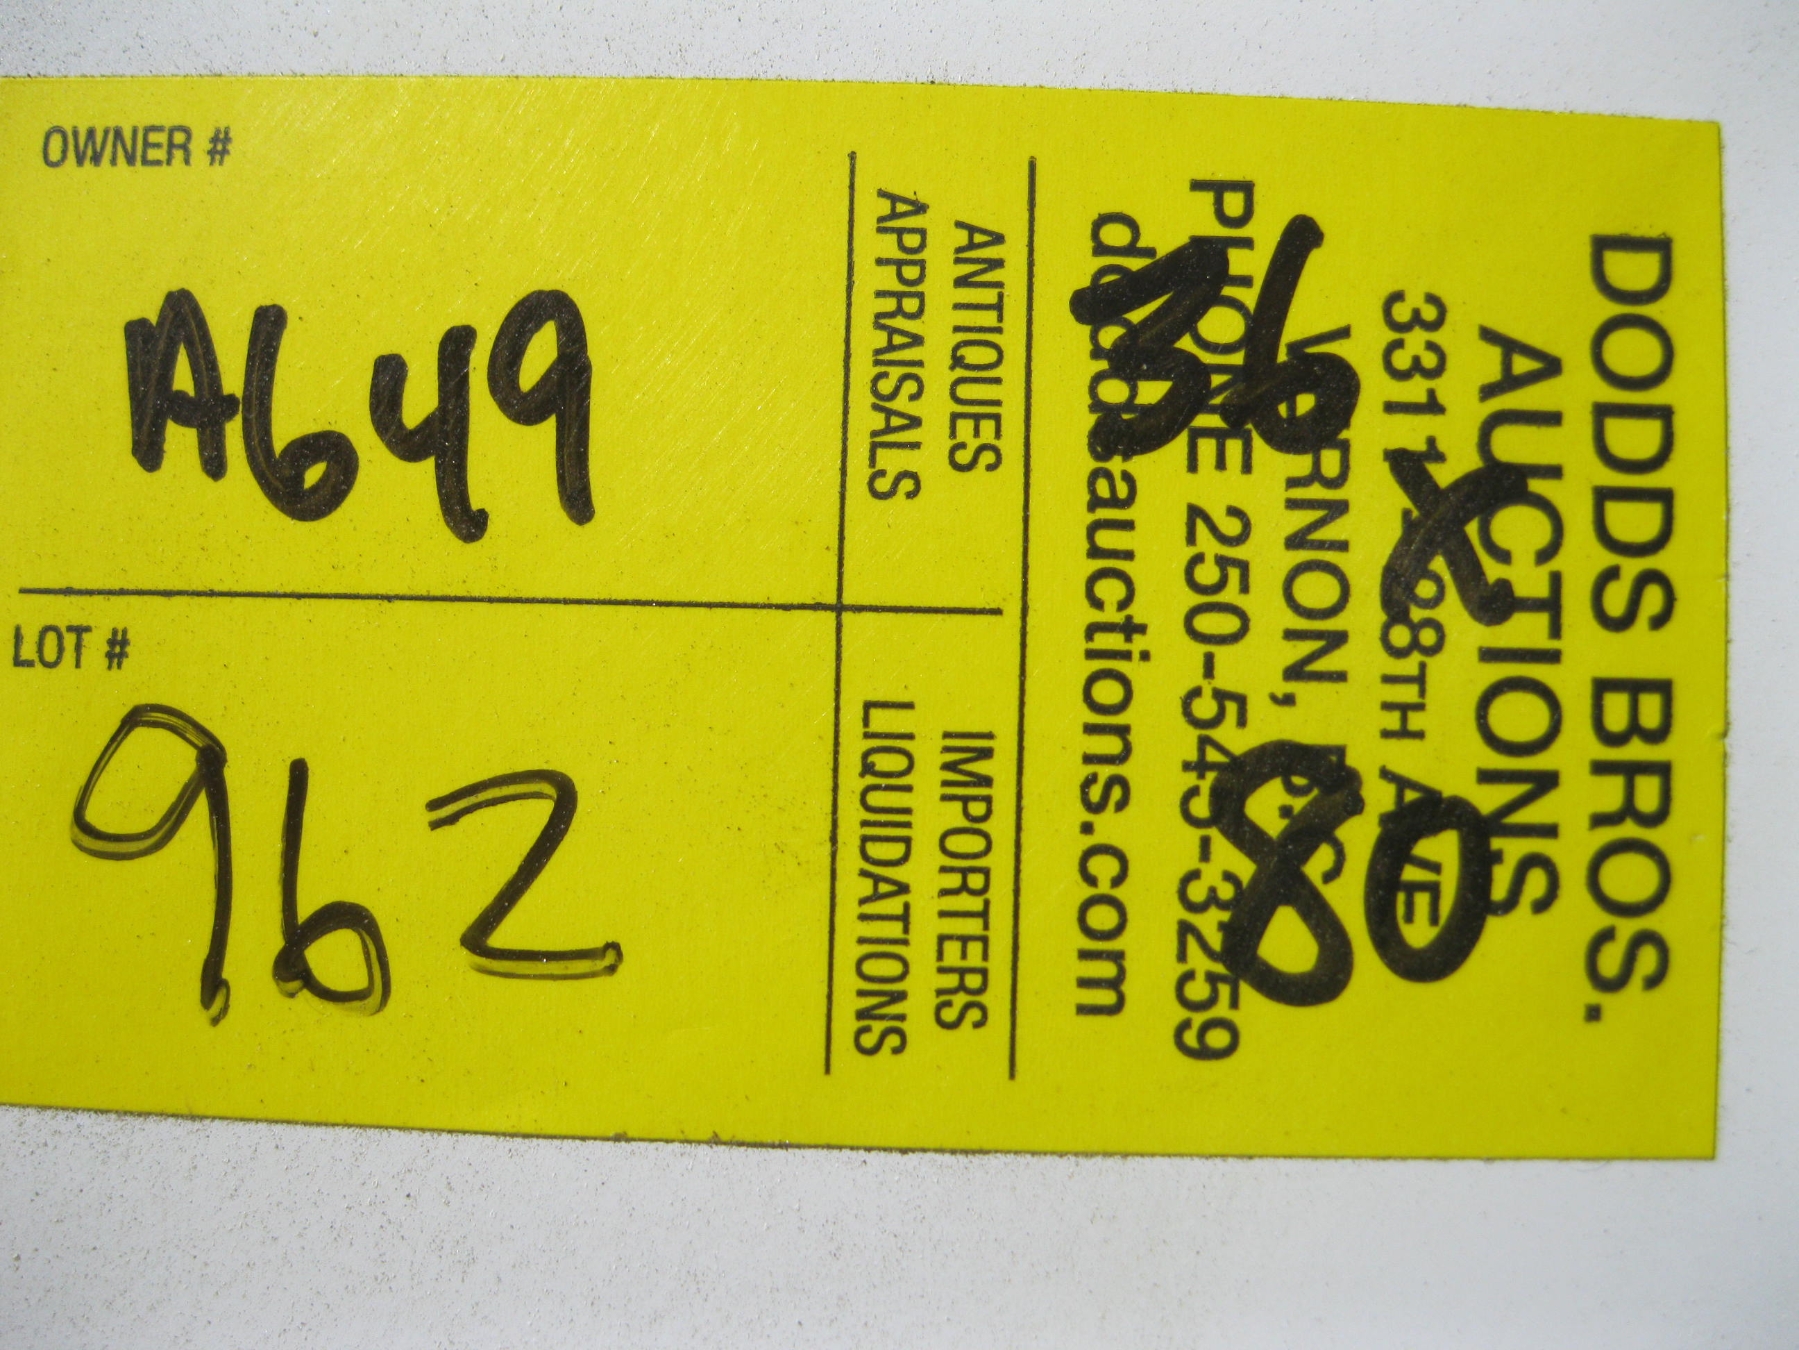 DODDS BROS.
AUCTIONS
3311 28TH AVE
VERNON, B.C.
PHONE 250-545-3259
doddsauctions.com
ANTIQUES IMPORTERS
APPRAISALS LIQUIDATIONS
OWNER #
A649
LOT #
962
36 X 80